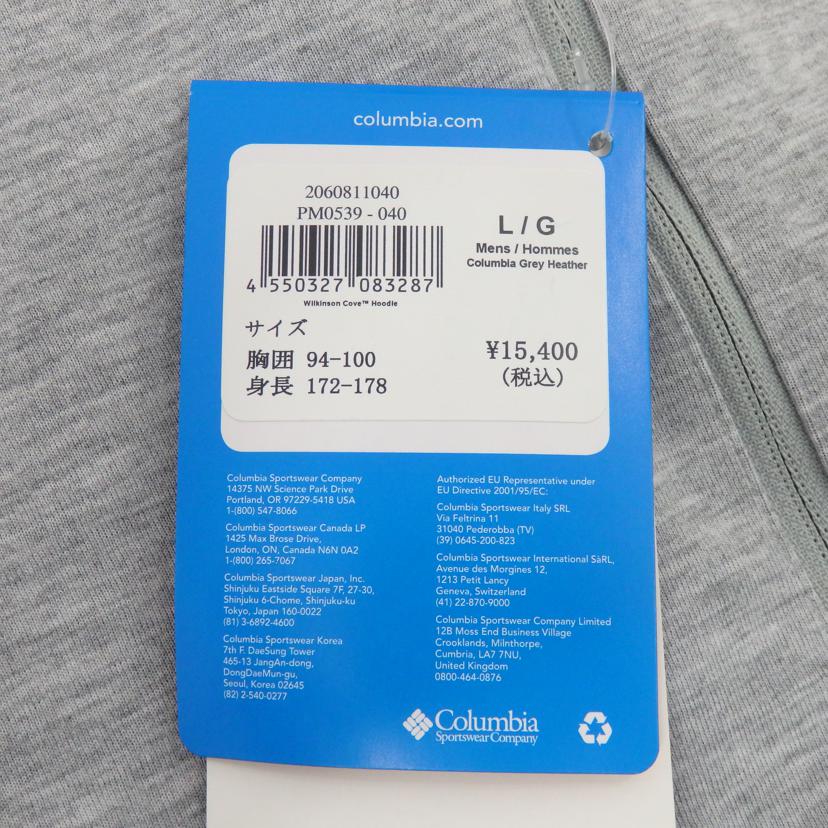 columbia.com
2060811040
PM0539 - 040
4 550327 083287
Wilkinson Cove™ Hoodie
L / G
Mens / Hommes
Columbia Grey Heather
サイズ
胸囲 94-100
身長 172-178
¥15,400
(税込)
Columbia Sportswear Company
14375 NW Science Park Drive
Portland, OR 97229-5418 USA
1-(800) 547-8066
Columbia Sportswear Canada LP
1425 Max Brose Drive,
London, ON, Canada N6N 0A2
1-(800) 265-7067
Columbia Sportswear Japan, Inc.
Shinjuku Eastside Square 7F, 27-30,
Shinjuku 6-Chome, Shinjuku-ku
Tokyo, Japan 160-0022
(81) 3-6892-4600
Columbia Sportswear Korea
7th F. DaeSung Tower
465-13 JangAn-dong,
DongDaeMun-gu,
Seoul, Korea 02645
(82) 2-540-0277
Authorized EU Representative under
EU Directive 2001/95/EC:
Columbia Sportswear Italy SRL
Via Feltrina 11
31040 Pederobba (TV)
(39) 0645-200-823
Columbia Sportswear International SàRL,
Avenue des Morgines 12,
1213 Petit Lancy
Geneva, Switzerland
(41) 22-870-9000
Columbia Sportswear Company Limited
12B Moss End Business Village
Crooklands, Milnthorpe,
Cumbria, LA7 7NU,
United Kingdom
0800-464-0876
Columbia
Sportswear Company